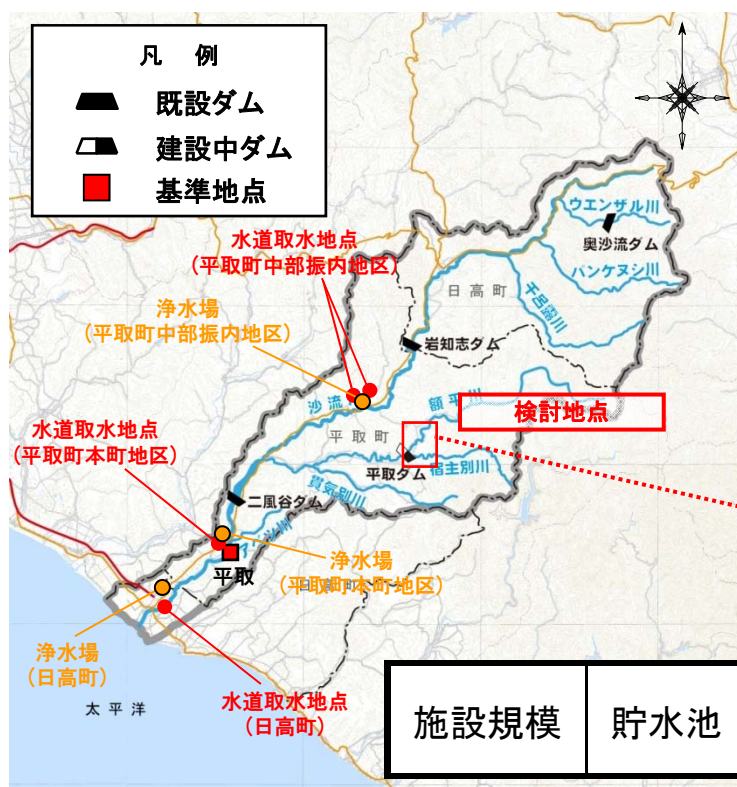 凡 例
既設ダム
建設中ダム
基準地点
ウエンザル川
奥沙流ダム
パンケヌシ川
水道取水地点
(平取町中部振内地区)
日高町
千呂露川
浄水場
(平取町中部振内地区)
岩知志ダム
沙流
額平川
検討地点
水道取水地点
(平取町本町地区)
平取町
平取ダム
宿主別川
貫気別川
二風谷ダム
浄水場
(平取町本町地区)
平取
浄水場
(日高町)
水道取水地点
(日高町)
太平洋
施設規模
貯水池